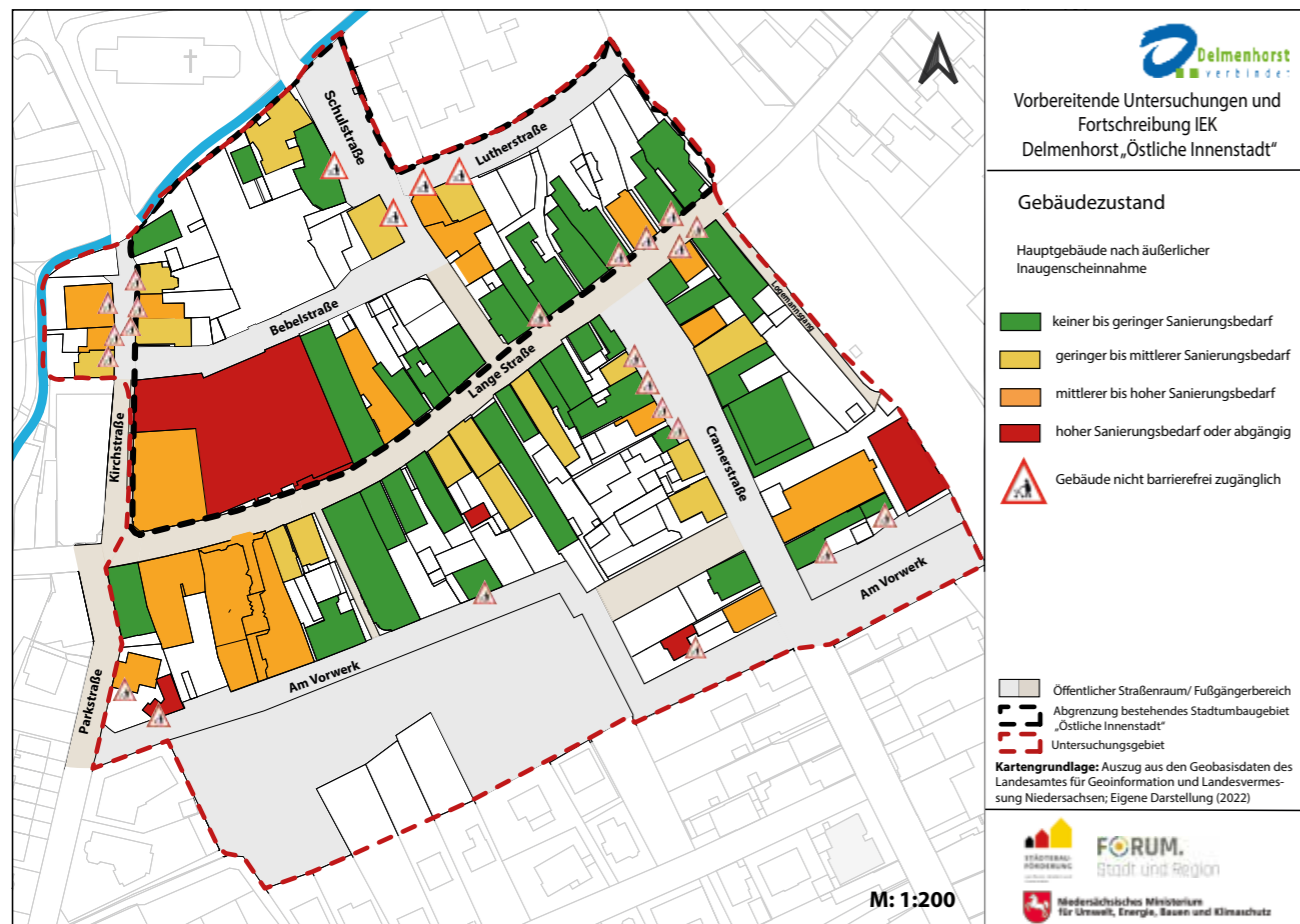 Schulstraße
Lutherstraße
Bebelstraße
Lange Straße
Logemannsgang
Kirchstraße
Cramerstraße
Am Vorwerk
Am Vorwerk
Parkstraße
M: 1:200
Delmenhorst
verbindet
Vorbereitende Untersuchungen und
Fortschreibung IEK
Delmenhorst„Östliche Innenstadt“
Gebäudezustand
Hauptgebäude nach äußerlicher
Inaugenscheinnahme
keiner bis geringer Sanierungsbedarf
geringer bis mittlerer Sanierungsbedarf
mittlerer bis hoher Sanierungsbedarf
hoher Sanierungsbedarf oder abgängig
Gebäude nicht barrierefrei zugänglich
Öffentlicher Straßenraum/ Fußgängerbereich
Abgrenzung bestehendes Stadtumbaugebiet
„Östliche Innenstadt“
Untersuchungsgebiet
Kartengrundlage: Auszug aus den Geobasisdaten des
Landesamtes für Geoinformation und Landesvermes-
sung Niedersachsen; Eigene Darstellung (2022)
STÄDTEBAU-
FÖRDERUNG
FORUM.
Stadt und Region
Niedersächsisches Ministerium
für Umwelt, Energie, Bauen und Klimaschutz